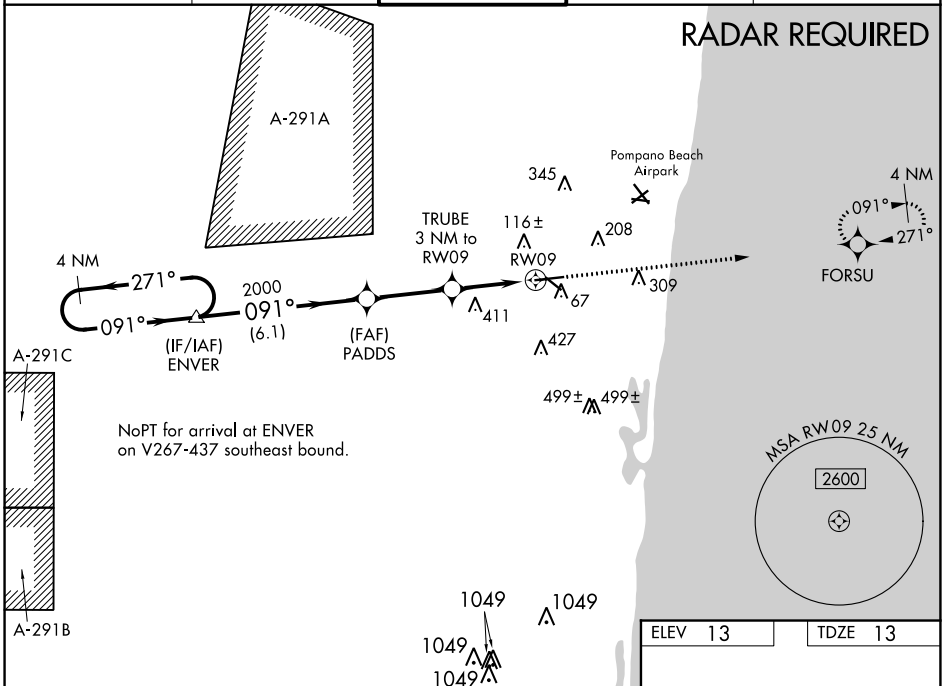 RADAR REQUIRED
A-291A
Pompano Beach
Airpark
345
4 NM
091°
271°
FORSU
TRUBE
3 NM to
RW09
116±
208
RW09
4 NM
271°
2000
091°
(6.1)
091°
309
67
411
(IF/IAF)
ENVER
(FAF)
PADDS
427
A-291C
499±
499±
NoPT for arrival at ENVER
on V267-437 southeast bound.
MSA RW09 25 NM
2600
A-291B
1049
1049
1049
1049
ELEV 13
TDZE 13